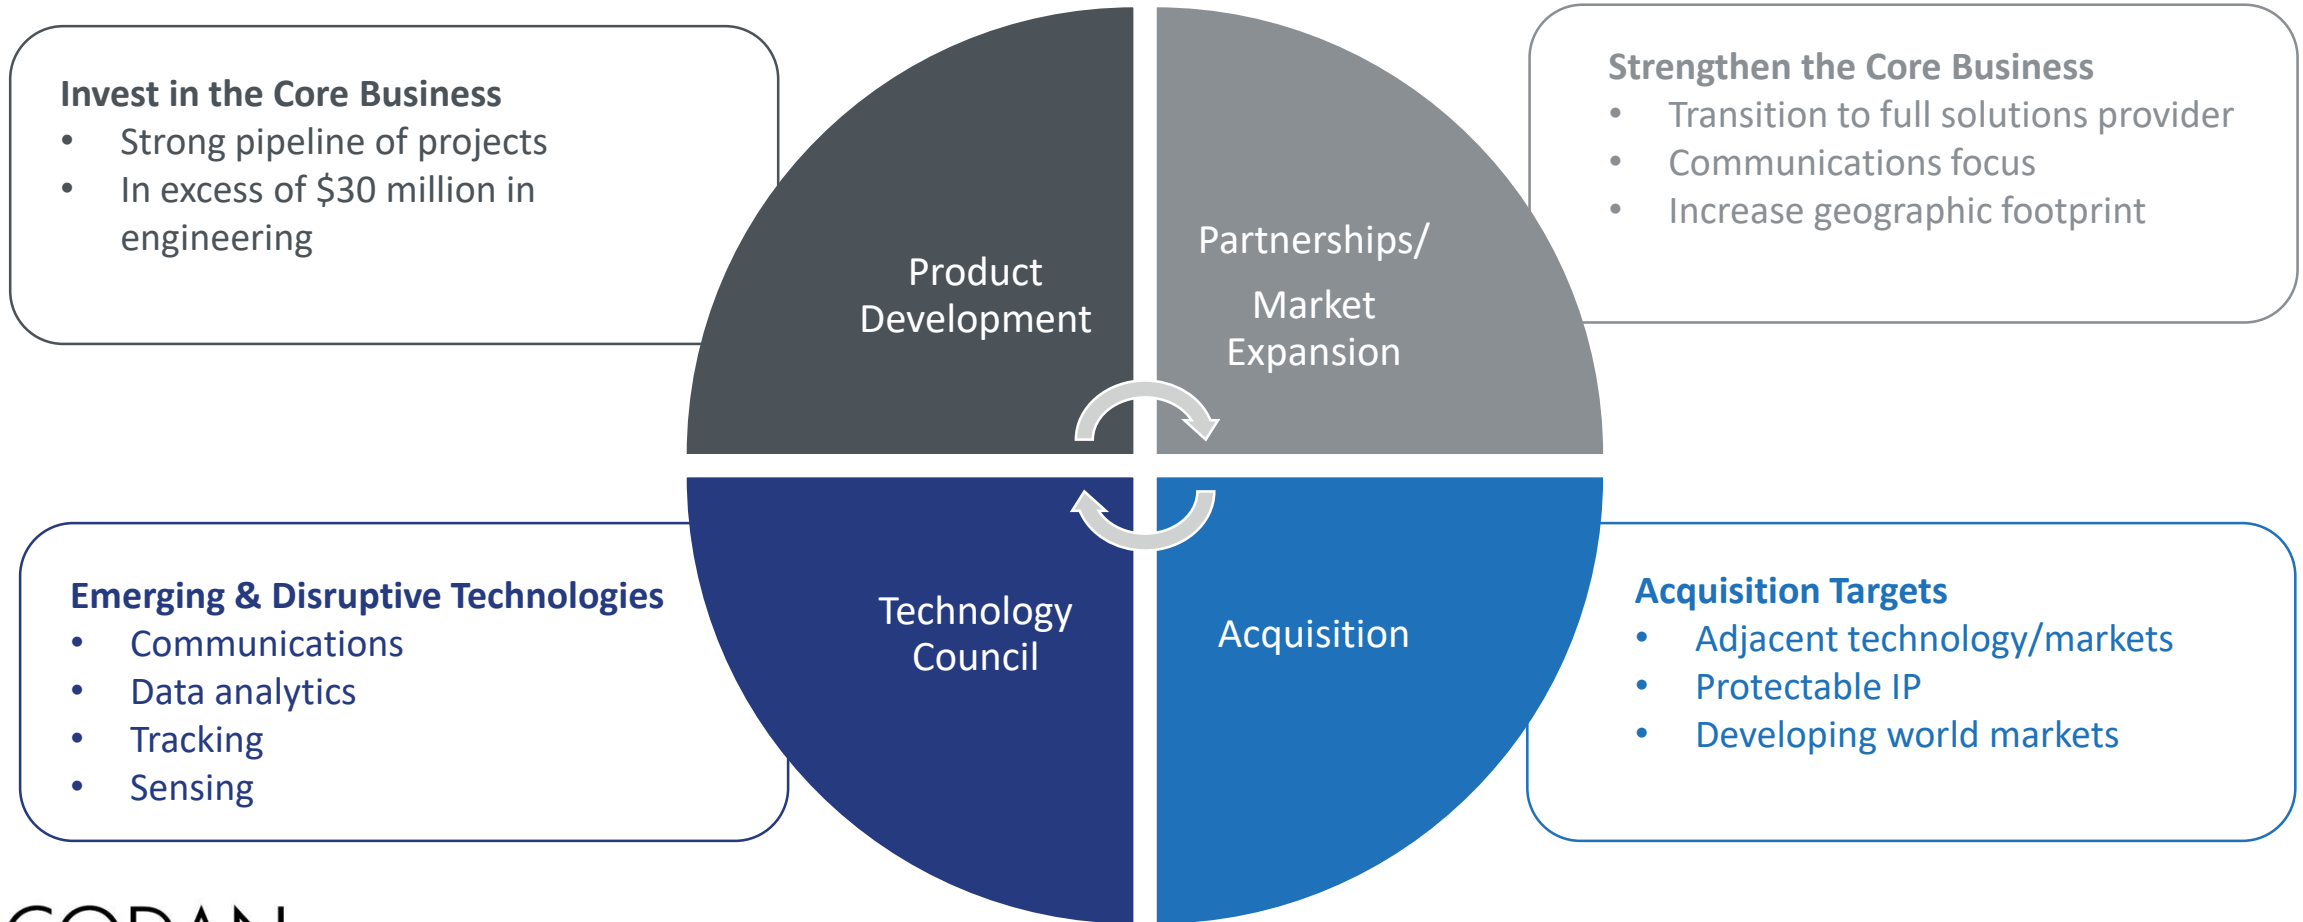 Invest in the Core Business
• Strong pipeline of projects
• In excess of $30 million in
engineering
Product
Development
Partnerships/
Market
Expansion
Strengthen the Core Business
• Transition to full solutions provider
• Communications focus
• Increase geographic footprint
Emerging & Disruptive Technologies
• Communications
• Data analytics
• Tracking
• Sensing
Technology
Council
Acquisition
Acquisition Targets
• Adjacent technology/markets
• Protectable IP
• Developing world markets
CODAN